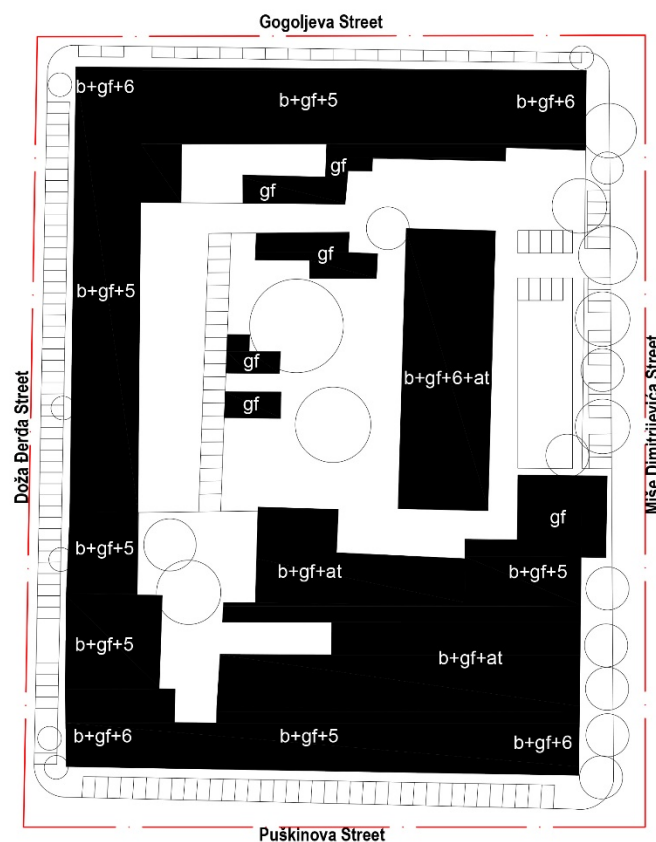 Gogoljeva Street
b+gf+6
b+gf+5
b+gf+6
gf
gf
gf
b+gf+5
gf
b+gf+6+at
gf
Doža Đerđa Street
Miše Dimitrijevića Street
gf
b+gf+5
b+gf+at
b+gf+5
b+gf+5
b+gf+at
b+gf+6
b+gf+5
b+gf+6
Puškinova Street